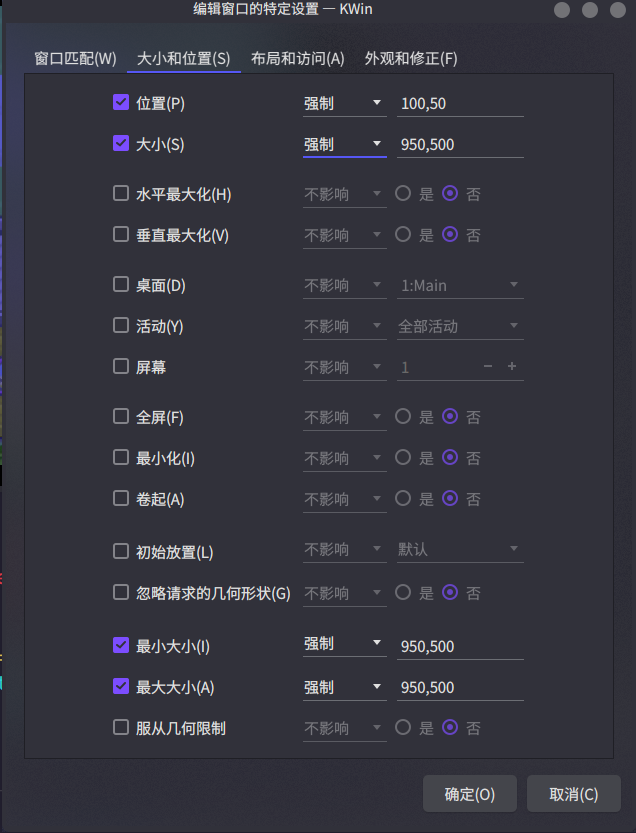 编辑窗口的特定设置 — KWin
窗口匹配(W) 大小和位置(S) 布局和访问(A) 外观和修正(F)
位置(P) 强制 100,50
大小(S) 强制 950,500
水平最大化(H) 不影响 是 否
垂直最大化(V) 不影响 是 否
桌面(D) 不影响 1:Main
活动(Y) 不影响 全部活动
屏幕 不影响 1 − +
全屏(F) 不影响 是 否
最小化(I) 不影响 是 否
卷起(A) 不影响 是 否
初始放置(L) 不影响 默认
忽略请求的几何形状(G) 不影响 是 否
最小大小(I) 强制 950,500
最大大小(A) 强制 950,500
服从几何限制 不影响 是 否
确定(O) 取消(C)